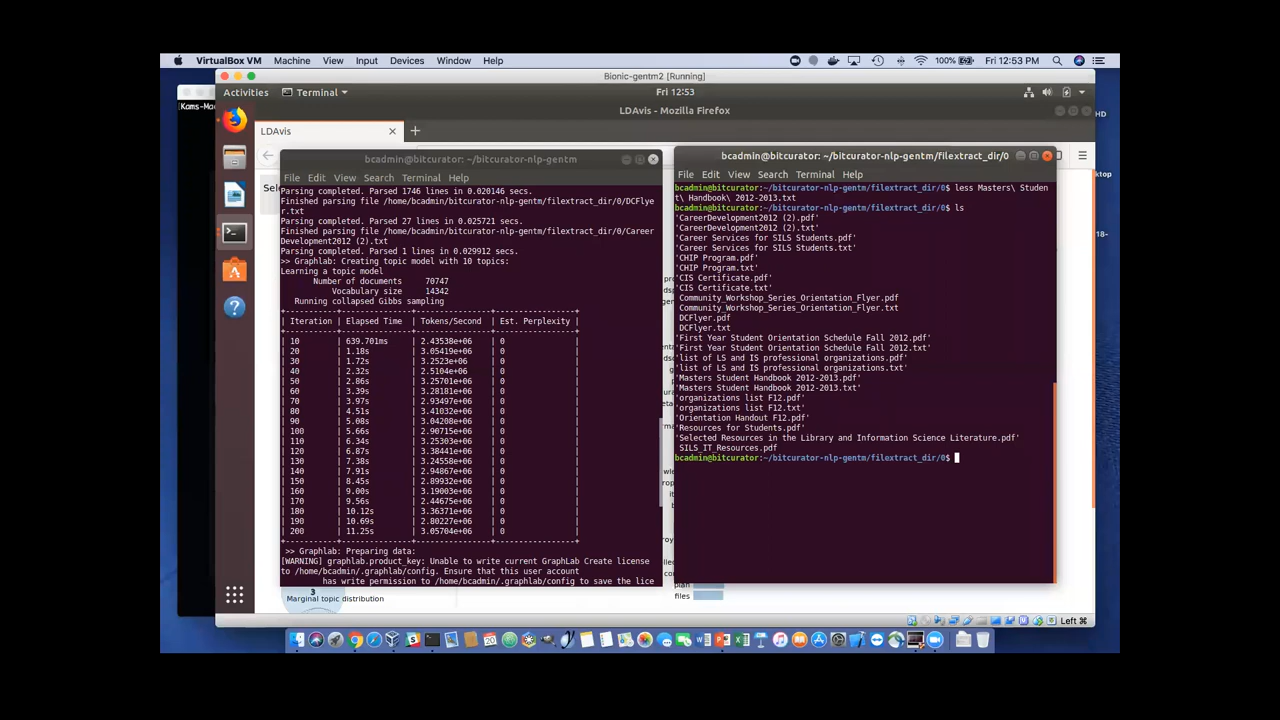 VirtualBox VM Machine View Input Devices Window Help 100% Fri 12:53 PM
Kams-Mac
HD
ktop
18-
Bionic-gentm2 [Running]
Activities Terminal Fri 12:53
LDAvis - Mozilla Firefox
LDAvis
Sele
bcadmin@bitcurator: ~/bitcurator-nlp-gentm
File Edit View Search Terminal Help
Parsing completed. Parsed 1746 lines in 0.020146 secs.
Finished parsing file /home/bcadmin/bitcurator-nlp-gentm/filextract_dir/0/DCFlye
r.txt
Parsing completed. Parsed 27 lines in 0.025721 secs.
Finished parsing file /home/bcadmin/bitcurator-nlp-gentm/filextract_dir/0/Career
Development2012 (2).txt
Parsing completed. Parsed 1 lines in 0.029912 secs.
>> Graphlab: Creating topic model with 10 topics:
Learning a topic model
Number of documents 70747
Vocabulary size 14342
Running collapsed Gibbs sampling
+-----------+---------------+----------------+-----------------+
| Iteration | Elapsed Time | Tokens/Second | Est. Perplexity |
+-----------+---------------+----------------+-----------------+
| 10 | 639.701ms | 2.43538e+06 | 0 |
| 20 | 1.18s | 3.05419e+06 | 0 |
| 30 | 1.72s | 3.2523e+06 | 0 |
| 40 | 2.32s | 2.5104e+06 | 0 |
| 50 | 2.86s | 3.25701e+06 | 0 |
| 60 | 3.39s | 3.28181e+06 | 0 |
| 70 | 3.97s | 2.93497e+06 | 0 |
| 80 | 4.51s | 3.41032e+06 | 0 |
| 90 | 5.08s | 3.04208e+06 | 0 |
| 100 | 5.66s | 2.90715e+06 | 0 |
| 110 | 6.34s | 3.25303e+06 | 0 |
| 120 | 6.87s | 3.38441e+06 | 0 |
| 130 | 7.38s | 3.24558e+06 | 0 |
| 140 | 7.91s | 2.94867e+06 | 0 |
| 150 | 8.45s | 2.89932e+06 | 0 |
| 160 | 9.00s | 3.19003e+06 | 0 |
| 170 | 9.56s | 2.44675e+06 | 0 |
| 180 | 10.12s | 3.36371e+06 | 0 |
| 190 | 10.69s | 2.80227e+06 | 0 |
| 200 | 11.25s | 3.05704e+06 | 0 |
+-----------+---------------+----------------+-----------------+
>> Graphlab: Preparing data:
[WARNING] graphlab.product_key: Unable to write current GraphLab Create license
to /home/bcadmin/.graphlab/config. Ensure that this user account
has write permission to /home/bcadmin/.graphlab/config to save the lice
3
Marginal topic distribution
bcadmin@bitcurator: ~/bitcurator-nlp-gentm/filextract_dir/0
File Edit View Search Terminal Help
bcadmin@bitcurator:~/bitcurator-nlp-gentm/filextract_dir/0$ less Masters\ Studen
t\ Handbook\ 2012-2013.txt
bcadmin@bitcurator:~/bitcurator-nlp-gentm/filextract_dir/0$ ls
'CareerDevelopment2012 (2).pdf'
'CareerDevelopment2012 (2).txt'
'Career Services for SILS Students.pdf'
'Career Services for SILS Students.txt'
'CHIP Program.pdf'
'CHIP Program.txt'
'CIS Certificate.pdf'
'CIS Certificate.txt'
Community_Workshop_Series_Orientation_Flyer.pdf
Community_Workshop_Series_Orientation_Flyer.txt
DCFlyer.pdf
DCFlyer.txt
'First Year Student Orientation Schedule Fall 2012.pdf'
'First Year Student Orientation Schedule Fall 2012.txt'
'list of LS and IS professional organizations.pdf'
'list of LS and IS professional organizations.txt'
'Masters Student Handbook 2012-2013.pdf'
'Masters Student Handbook 2012-2013.txt'
'organizations list F12.pdf'
'organizations list F12.txt'
'Orientation Handout F12.pdf'
'Resources for Students.pdf'
'Selected Resources in the Library and Information Science Literature.pdf'
SILS_IT_Resources.pdf
bcadmin@bitcurator:~/bitcurator-nlp-gentm/filextract_dir/0$
plan
files
Left ⌘